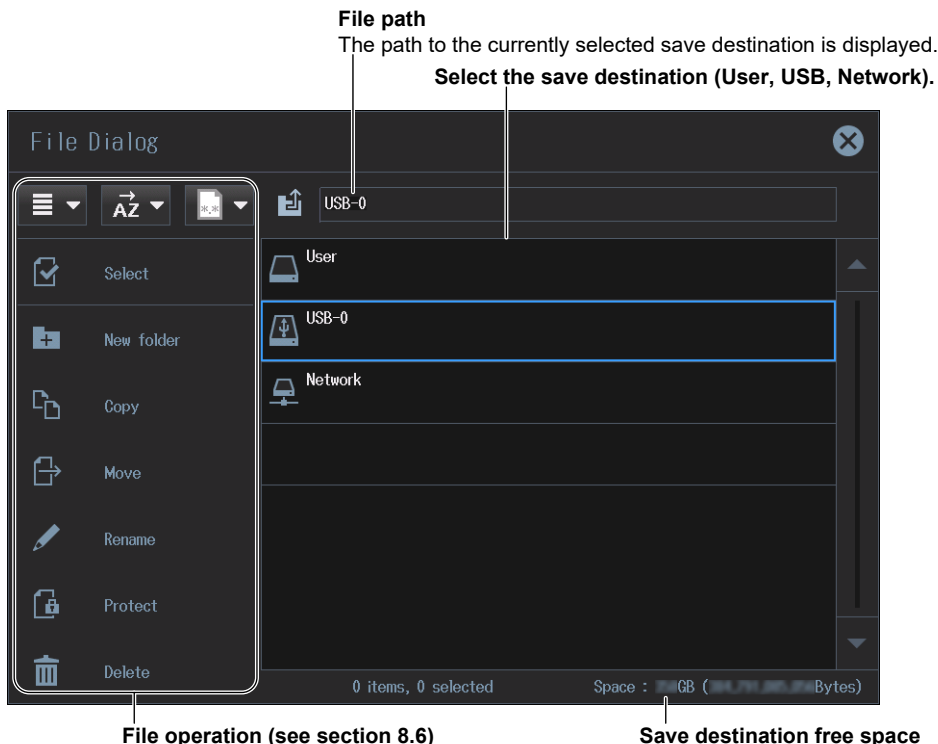 File path
The path to the currently selected save destination is displayed.
Select the save destination (User, USB, Network).
File Dialog
AZ
*.*
USB-0
Select
New folder
Copy
Move
Rename
Protect
Delete
User
USB-0
Network
0 items, 0 selected
Space : GB ( Bytes)
File operation (see section 8.6)
Save destination free space